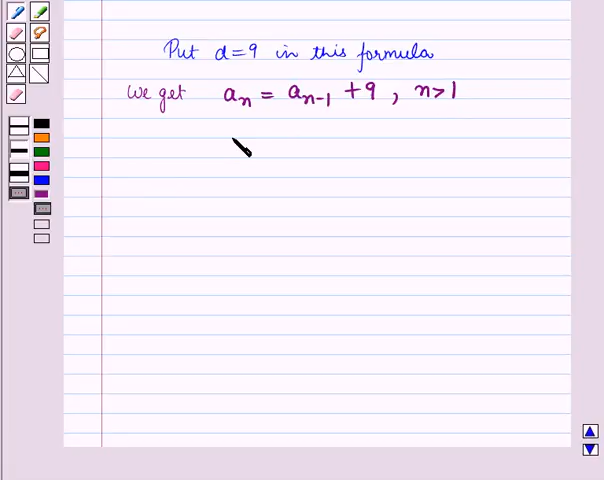 Put d = 9 in this formula
We get aₙ = aₙ₋₁ + 9 , n > 1